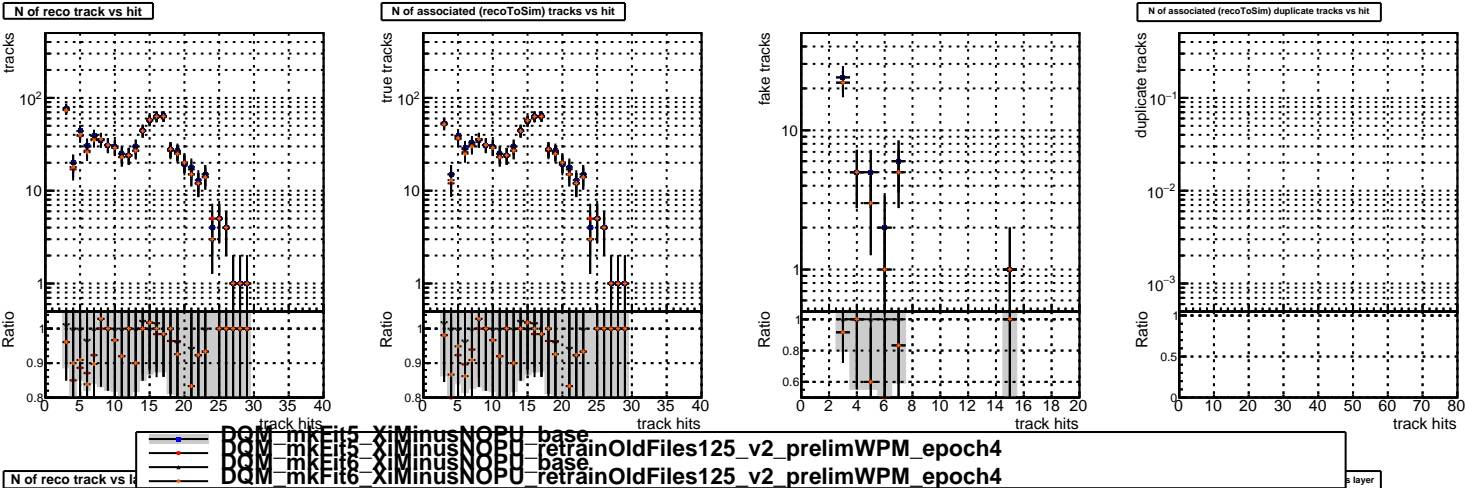 N of reco track vs hit
tracks
10²
10
1
Ratio
1
0.9
0.8
0 5 10 15 20 25 30 35 40
track hits
N of associated (recoToSim) tracks vs hit
true tracks
10²
10
1
Ratio
1
0.9
0.8
0 5 10 15 20 25 30 35 40
track hits
fake tracks
10
1
Ratio
1
0.8
0.6
0 2 4 6 8 10 12 14 16 18 20
track hits
N of associated (recoToSim) duplicate tracks vs hit
duplicate tracks
10⁻¹
10⁻²
10⁻³
Ratio
1
0.5
0
0 10 20 30 40 50 60 70 80
track hits
DQM_mkFit5_XiMinusNOPU_base
DQM_mkFit5_XiMinusNOPU_retrainOldFiles125_v2_prelimWPM_epoch4
DQM_mkFit6_XiMinusNOPU_base
DQM_mkFit6_XiMinusNOPU_retrainOldFiles125_v2_prelimWPM_epoch4
N of reco track vs
layer